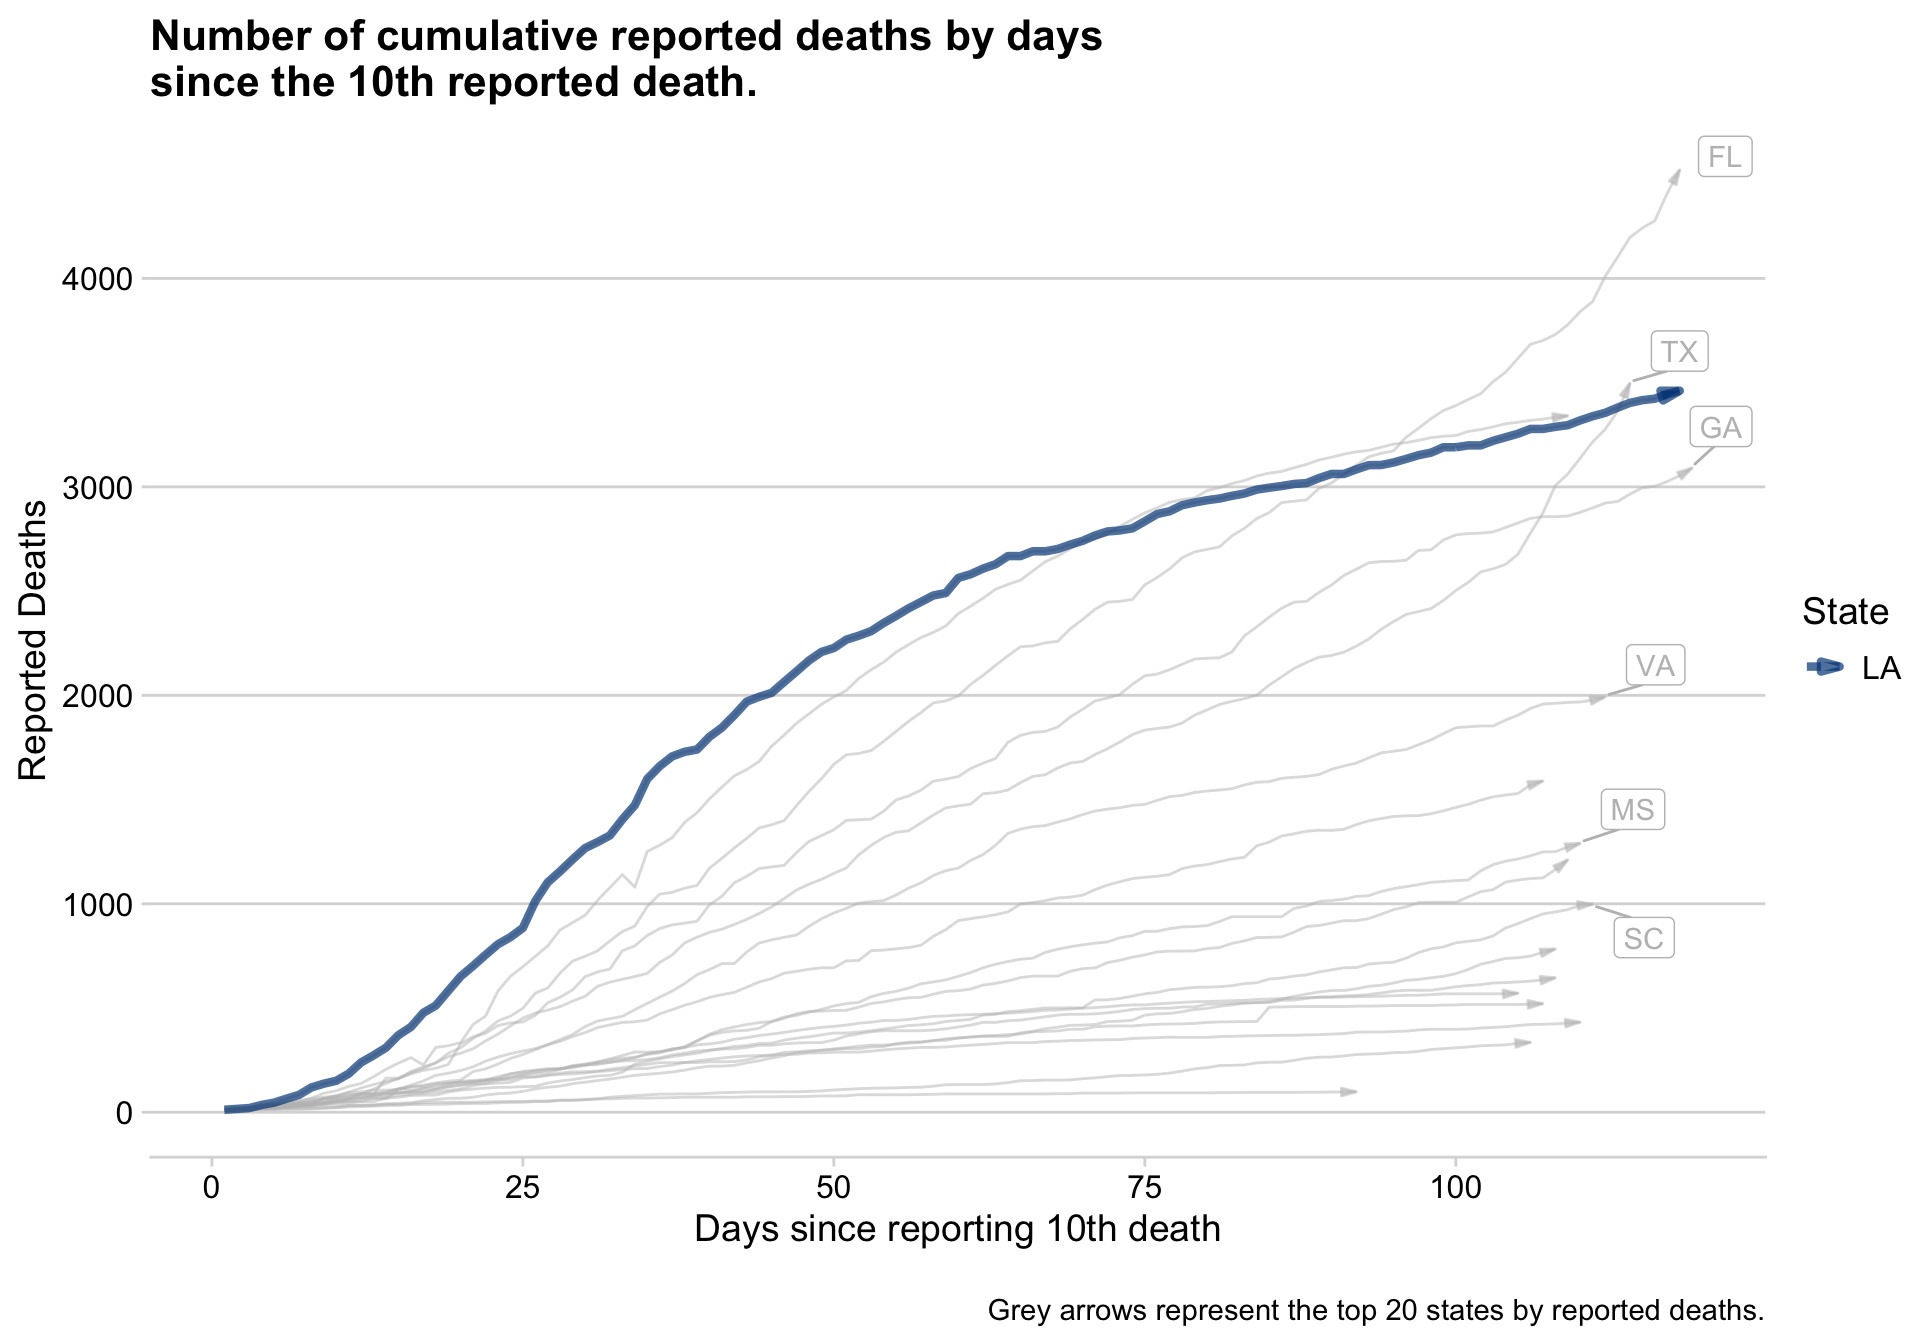 Number of cumulative reported deaths by days
since the 10th reported death.
FL
4000
TX
GA
3000
Reported Deaths
State
LA
VA
2000
MS
1000
SC
0
0 25 50 75 100
Days since reporting 10th death
Grey arrows represent the top 20 states by reported deaths.